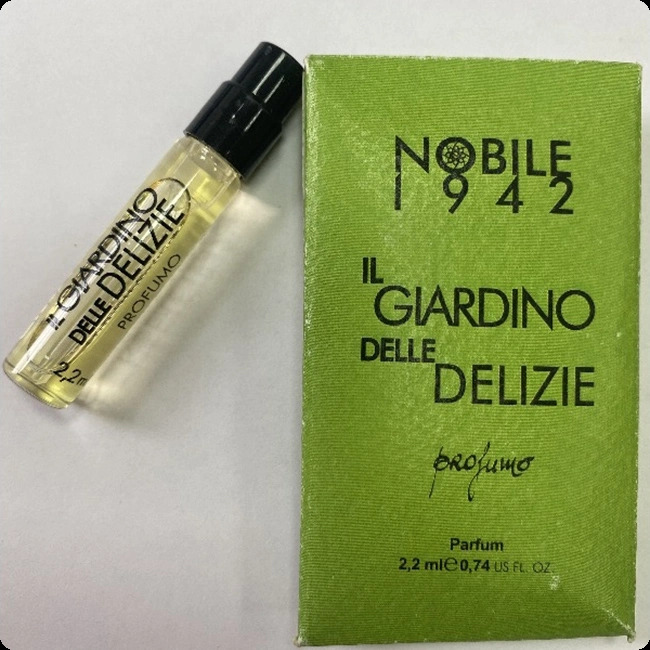 IL GIARDINO
DELLE DELIZIE
PROFUMO
2,2 m
NOBILE
1942
IL
GIARDINO
DELLE
DELIZIE
profumo
Parfum
2,2 ml℮0,74 US FL. OZ.